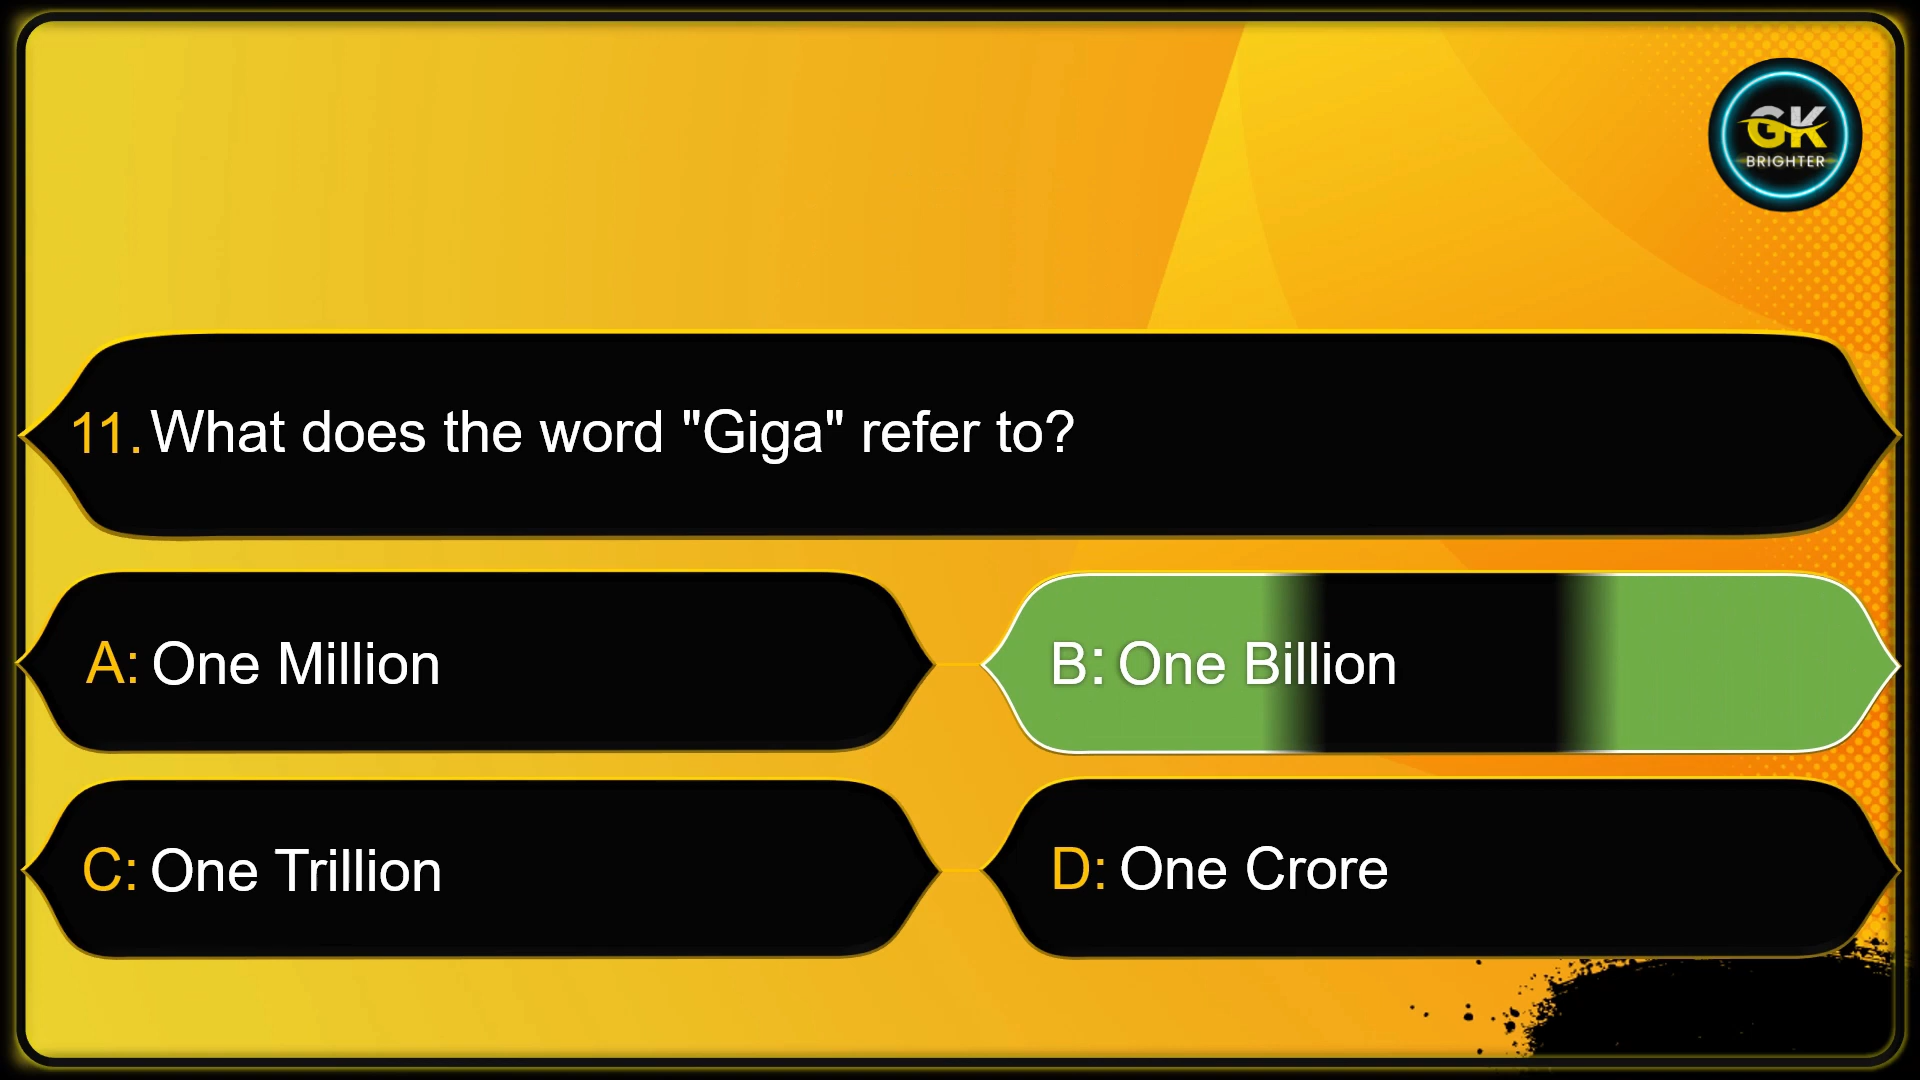 GK
BRIGHTER
11. What does the word "Giga" refer to?
A: One Million
B: One Billion
C: One Trillion
D: One Crore